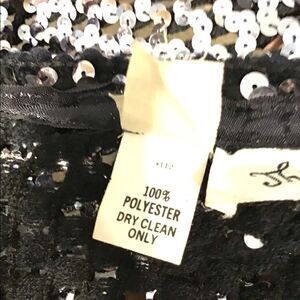 100%
POLYESTER
DRY CLEAN
ONLY